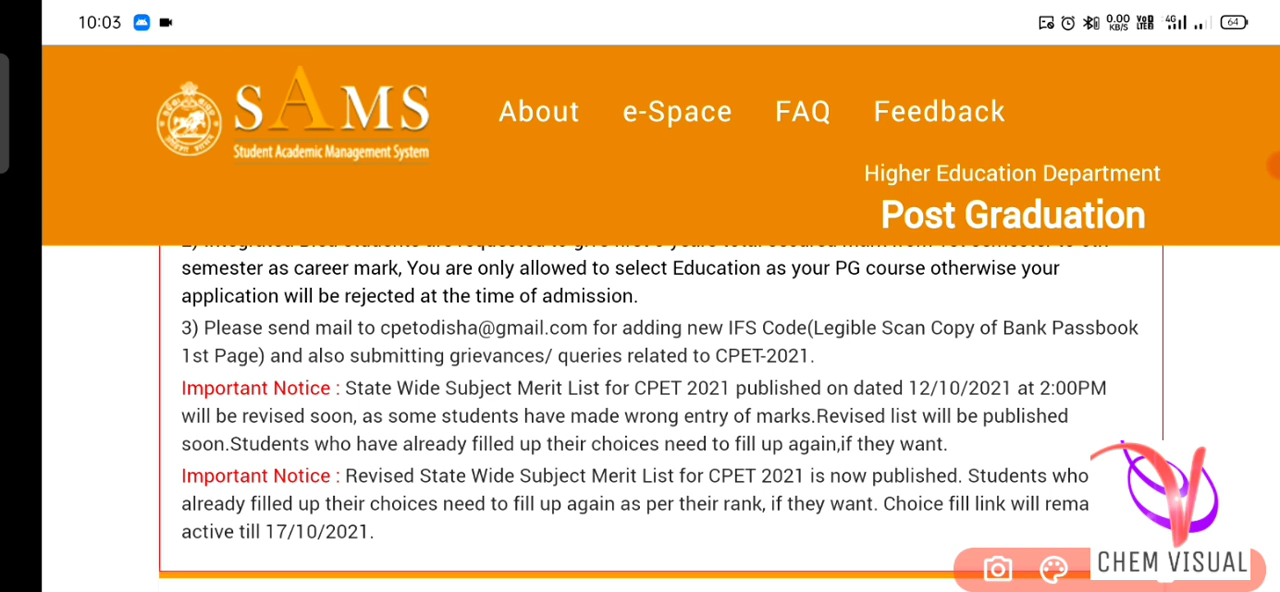 10:03
0.00 KB/S
VoD LTE
4G
64
SAMS
Student Academic Management System
About e-Space FAQ Feedback
Higher Education Department
Post Graduation
semester as career mark, You are only allowed to select Education as your PG course otherwise your
application will be rejected at the time of admission.
3) Please send mail to cpetodisha@gmail.com for adding new IFS Code(Legible Scan Copy of Bank Passbook
1st Page) and also submitting grievances/ queries related to CPET-2021.
Important Notice : State Wide Subject Merit List for CPET 2021 published on dated 12/10/2021 at 2:00PM
will be revised soon, as some students have made wrong entry of marks.Revised list will be published
soon.Students who have already filled up their choices need to fill up again,if they want.
Important Notice : Revised State Wide Subject Merit List for CPET 2021 is now published. Students who
already filled up their choices need to fill up again as per their rank, if they want. Choice fill link will rema
active till 17/10/2021.
CHEM VISUAL